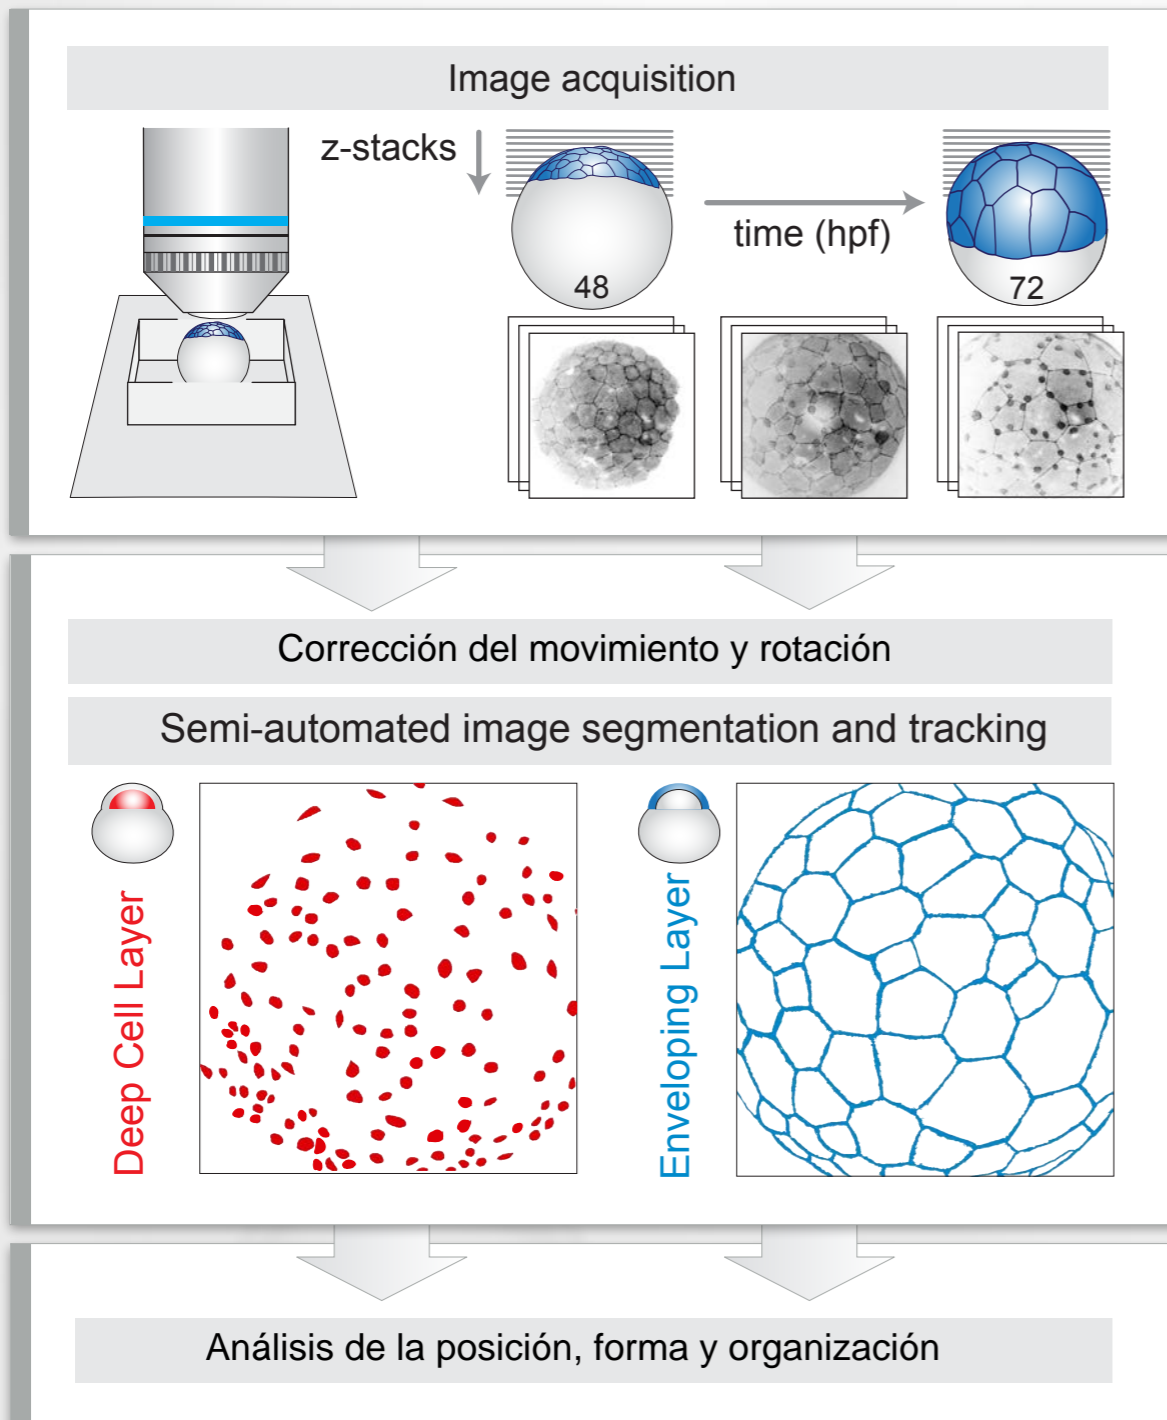 Image acquisition
z-stacks
time (hpf)
48
72
Corrección del movimiento y rotación
Semi-automated image segmentation and tracking
Deep Cell Layer
Enveloping Layer
Análisis de la posición, forma y organización